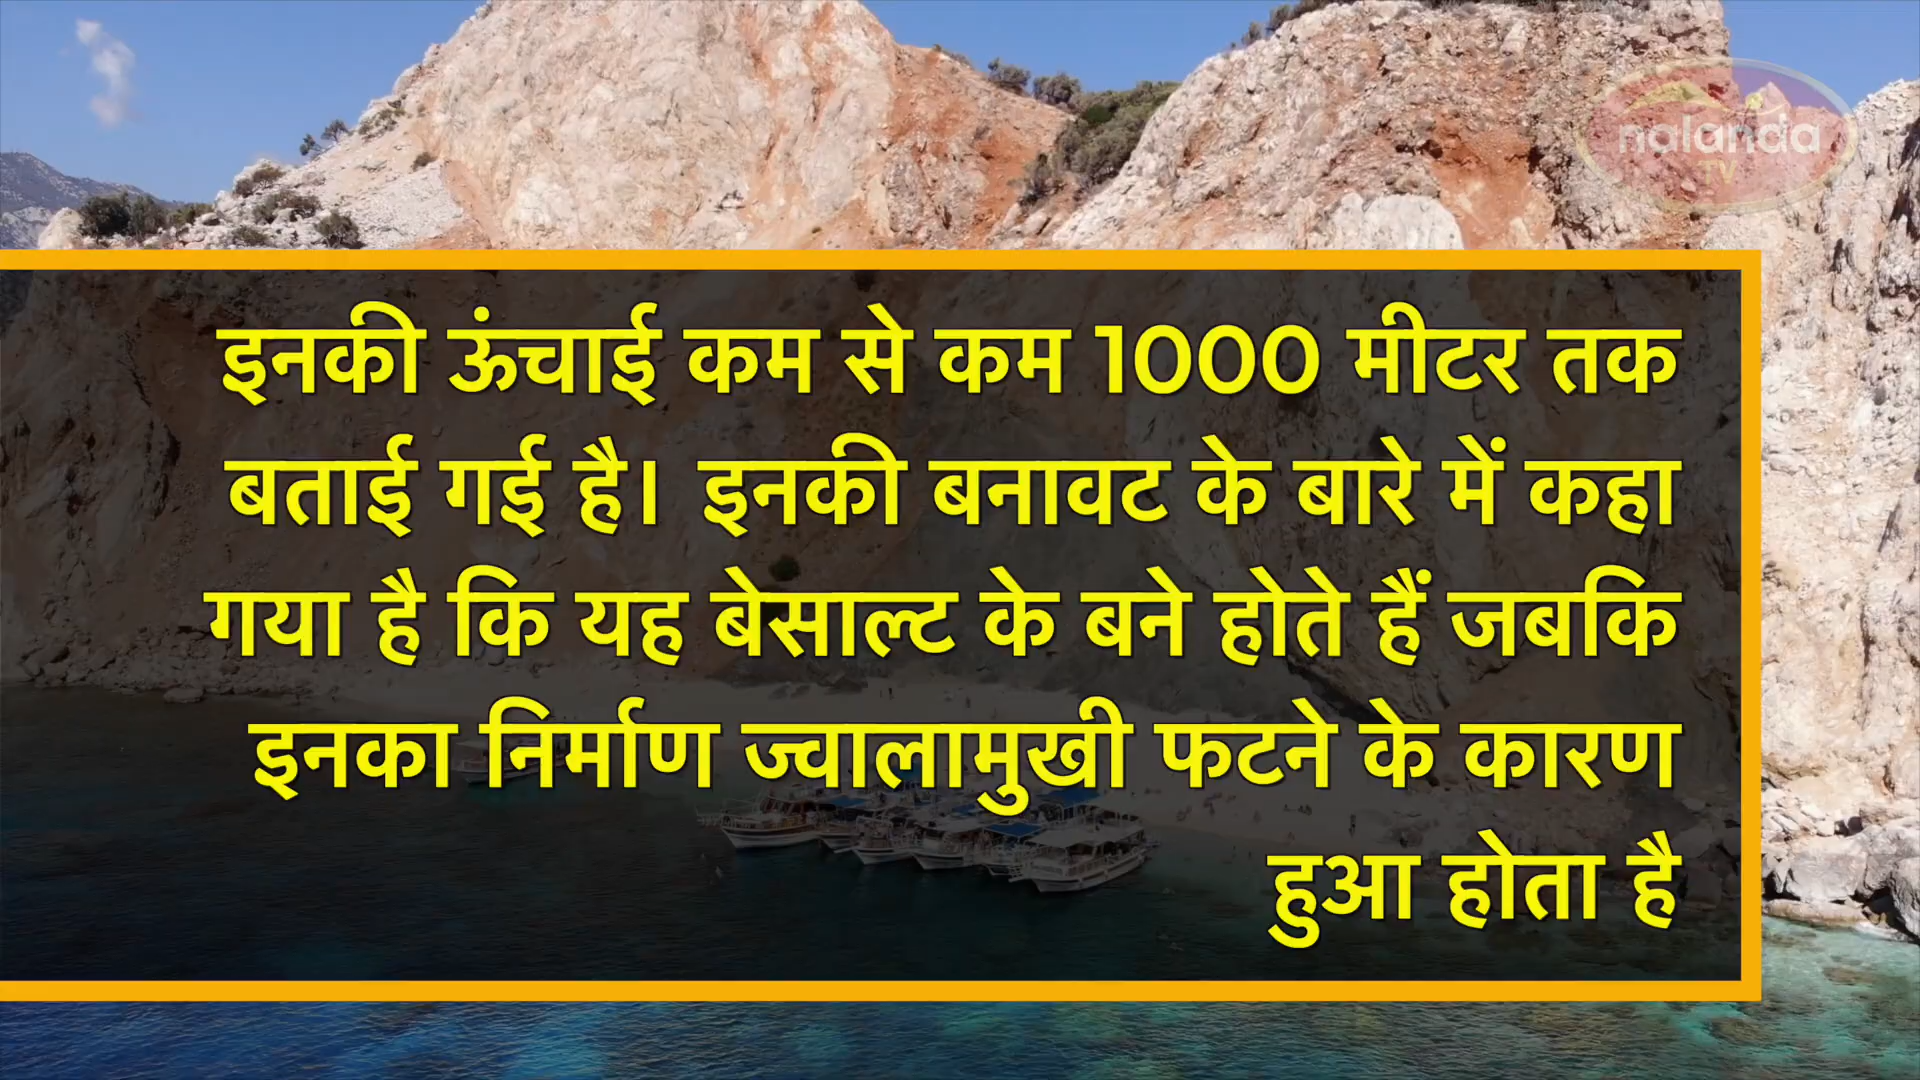 nalanda
TV
इनकी ऊंचाई कम से कम 1000 मीटर तक
बताई गई है। इनकी बनावट के बारे में कहा
गया है कि यह बेसाल्ट के बने होते हैं जबकि
इनका निर्माण ज्वालामुखी फटने के कारण
हुआ होता है